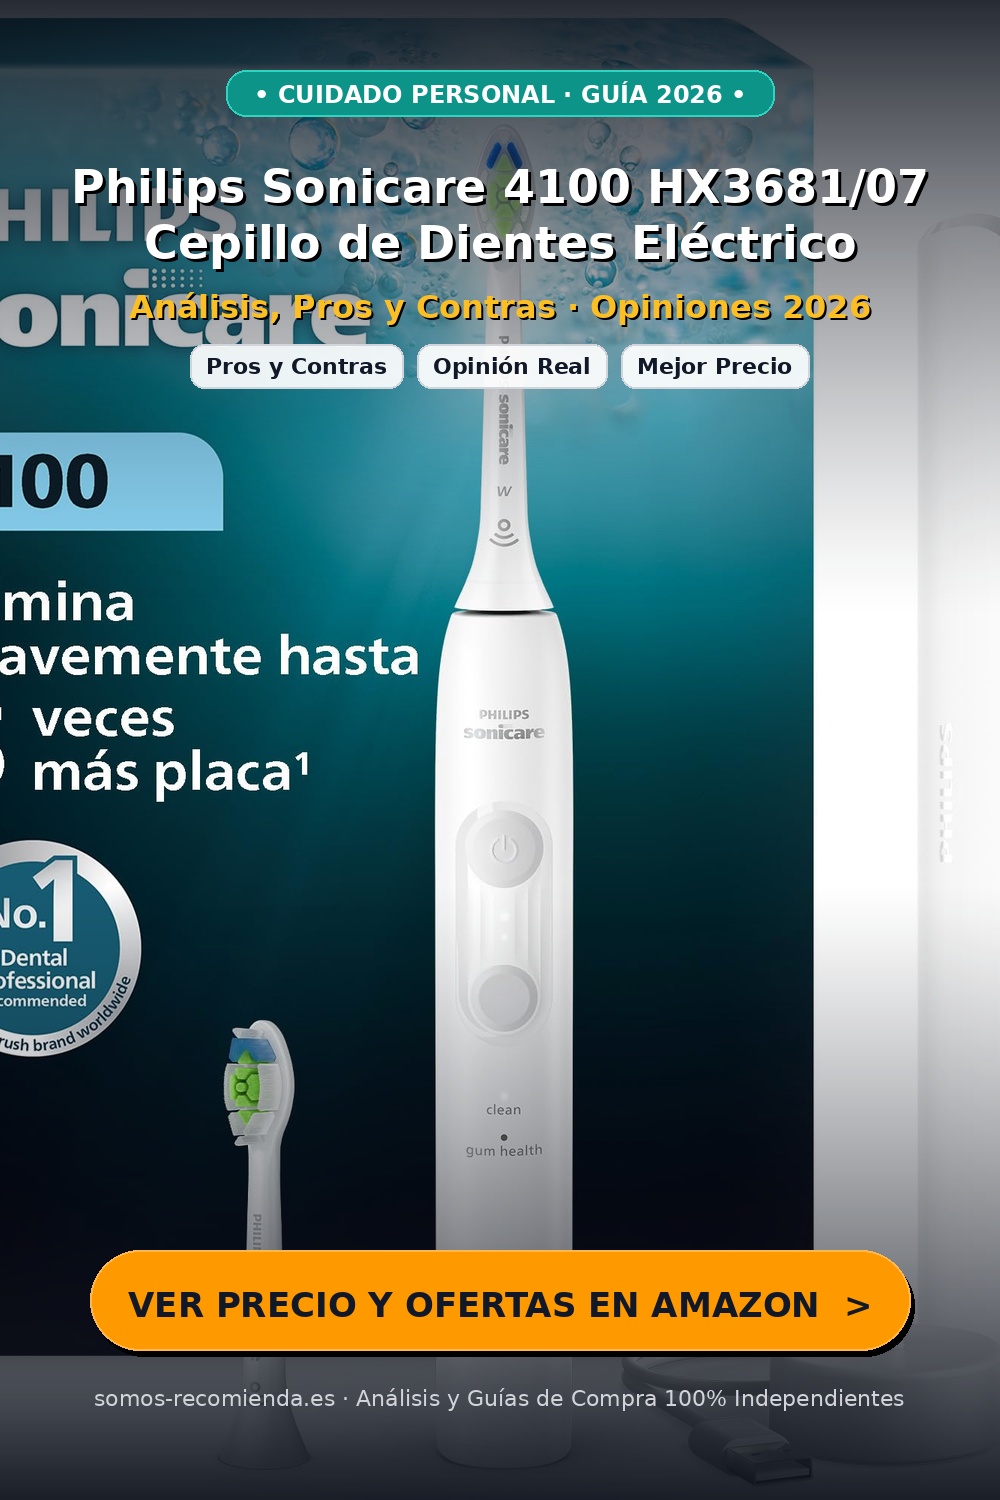 • CUIDADO PERSONAL · GUÍA 2026 •
Philips Sonicare 4100 HX3681/07
Cepillo de Dientes Eléctrico
PHILIPS
sonicare
Análisis, Pros y Contras · Opiniones 2026
Pros y Contras
Opinión Real
Mejor Precio
sonicare
W
100
mina
avemente hasta
veces
más placa¹
PHILIPS
sonicare
PHILIPS
No.1
Dental
ofessional
commended
rush brand worldwide
clean
gum health
VER PRECIO Y OFERTAS EN AMAZON >
somos-recomienda.es · Análisis y Guías de Compra 100% Independientes